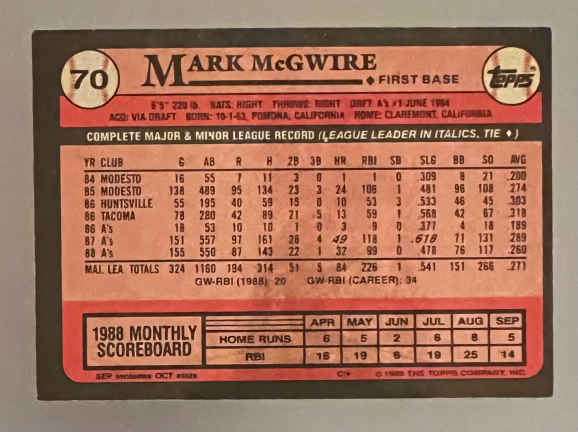 70
MARK McGWIRE
♦ FIRST BASE
topps
6'5" 220 lb. BATS: RIGHT THROWS: RIGHT DRAFT: A's #1-JUNE 1984
ACQ: VIA DRAFT BORN: 10-1-63, POMONA, CALIFORNIA HOME: CLAREMONT, CALIFORNIA
COMPLETE MAJOR & MINOR LEAGUE RECORD (LEAGUE LEADER IN ITALICS, TIE ♦)
YR CLUB G AB R H 2B 3B HR RBI SB SLG BB SO AVG
84 MODESTO 16 55 7 11 3 0 1 1 0 .309 8 21 .200
85 MODESTO 138 489 95 134 23 3 24 106 1 .481 96 108 .274
86 HUNTSVILLE 55 195 40 59 15 0 10 53 3 .533 46 45 .303
86 TACOMA 78 280 42 89 21 5 13 59 1 .568 42 67 .318
86 A's 18 53 10 10 1 0 3 9 0 .377 4 18 .189
87 A's 151 557 97 161 28 4 49 118 1 .618 71 131 .289
88 A's 155 550 87 143 22 1 32 99 0 .478 76 117 .260
MAJ. LEA. TOTALS 324 1160 194 314 51 5 84 226 1 .541 151 266 .271
GW-RBI (1988): 20 GW-RBI (CAREER): 34
1988 MONTHLY SCOREBOARD
APR MAY JUN JUL AUG SEP
HOME RUNS 6 5 2 6 8 5
RBI 16 19 6 19 25 14
SEP includes OCT stats
C* © 1989 THE TOPPS COMPANY, INC.